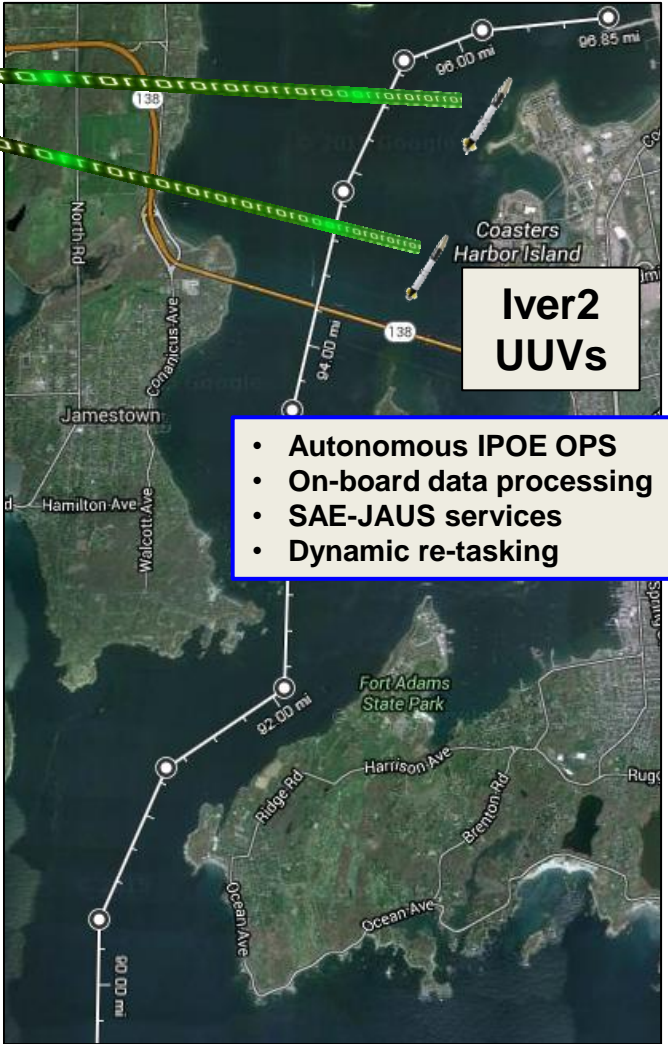 96.00 mi
96.85 mi
138
North Rd
Coasters
Harbor Island
Iver2
UUVs
138
Conanicus Ave
94.00 mi
Jamestown
• Autonomous IPOE OPS
• On-board data processing
• SAE-JAUS services
• Dynamic re-tasking
Hamilton Ave
Walcott Ave
Fort Adams
State Park
92.00 mi
Harrison Ave
Ridge Rd
Brenton Rd
Ocean Ave
Ocean Ave
90.00 mi